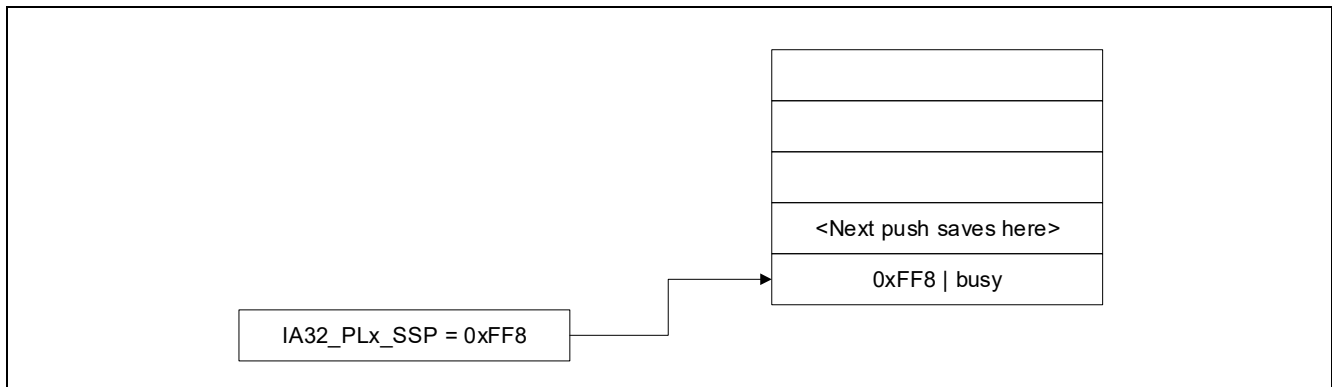 <Next push saves here>
0xFF8 | busy
IA32_PLx_SSP = 0xFF8